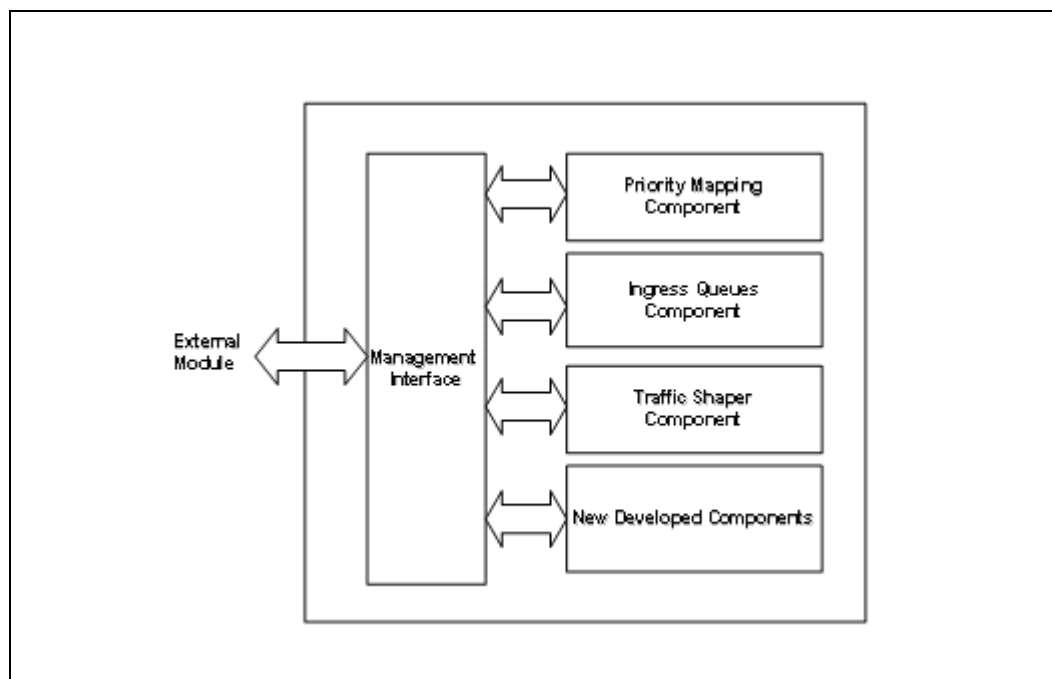 Priority Mapping
Component
Ingress Queues
Component
External
Module
Management
Interface
Traffic Shaper
Component
New Developed Components